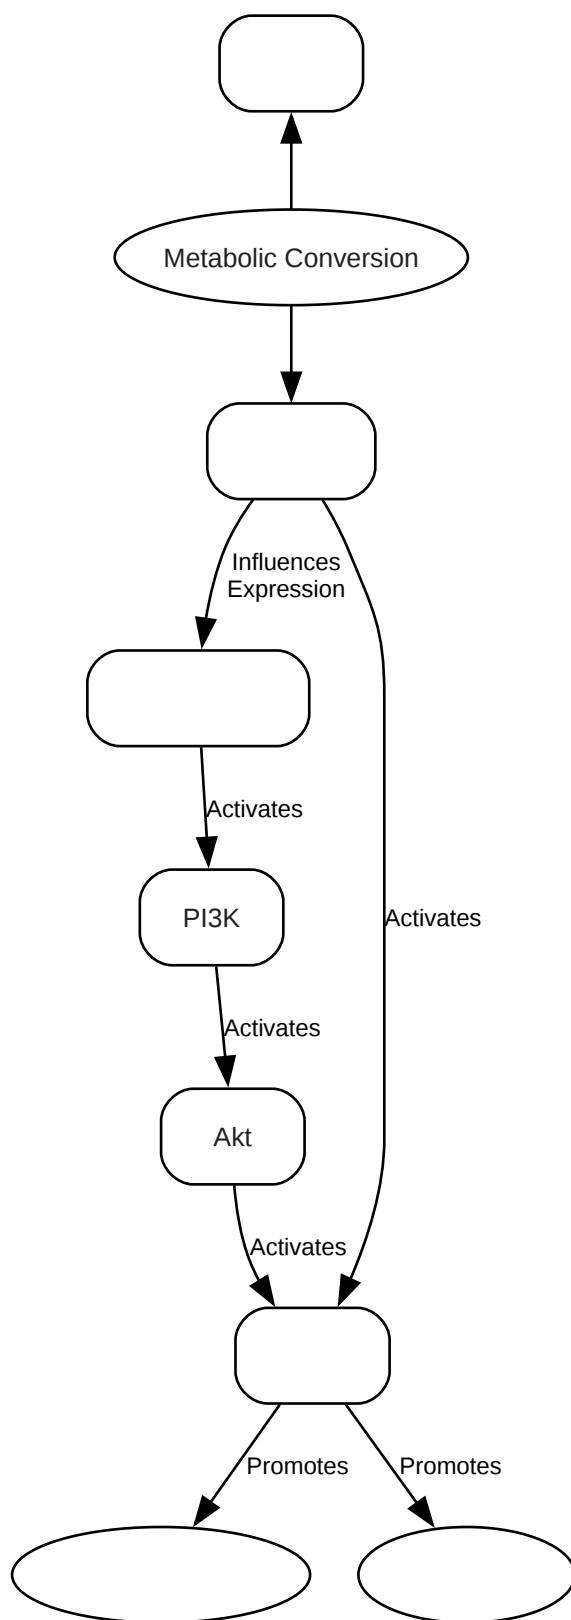 Metabolic Conversion
Influences
Expression
Activates
PI3K
Activates
Activates
Akt
Activates
Promotes
Promotes